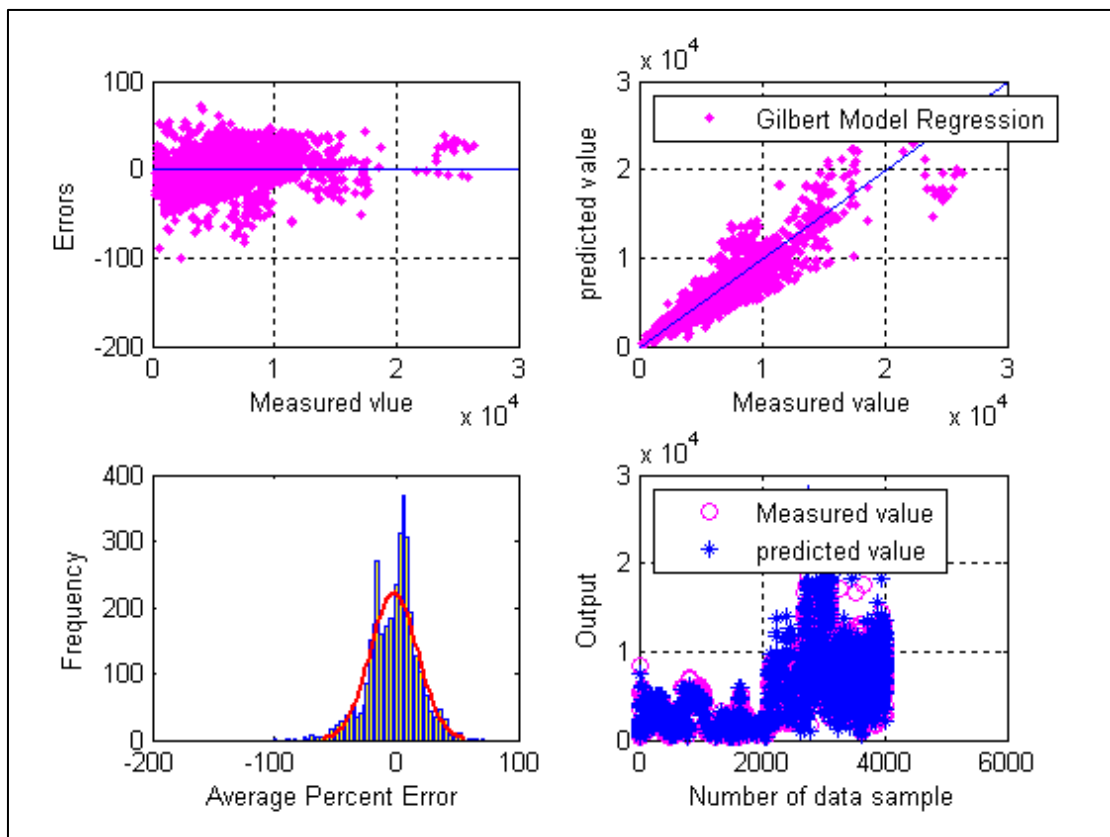 100
0
-100
-200
Errors
0
1
2
3
Measured vlue
x 10^4
x 10^4
3
2
1
0
predicted value
Gilbert Model Regression
0
1
2
3
Measured value
x 10^4
400
300
200
100
0
Frequency
-200
-100
0
100
Average Percent Error
x 10^4
3
2
1
0
Output
Measured value
predicted value
0
2000
4000
6000
Number of data sample